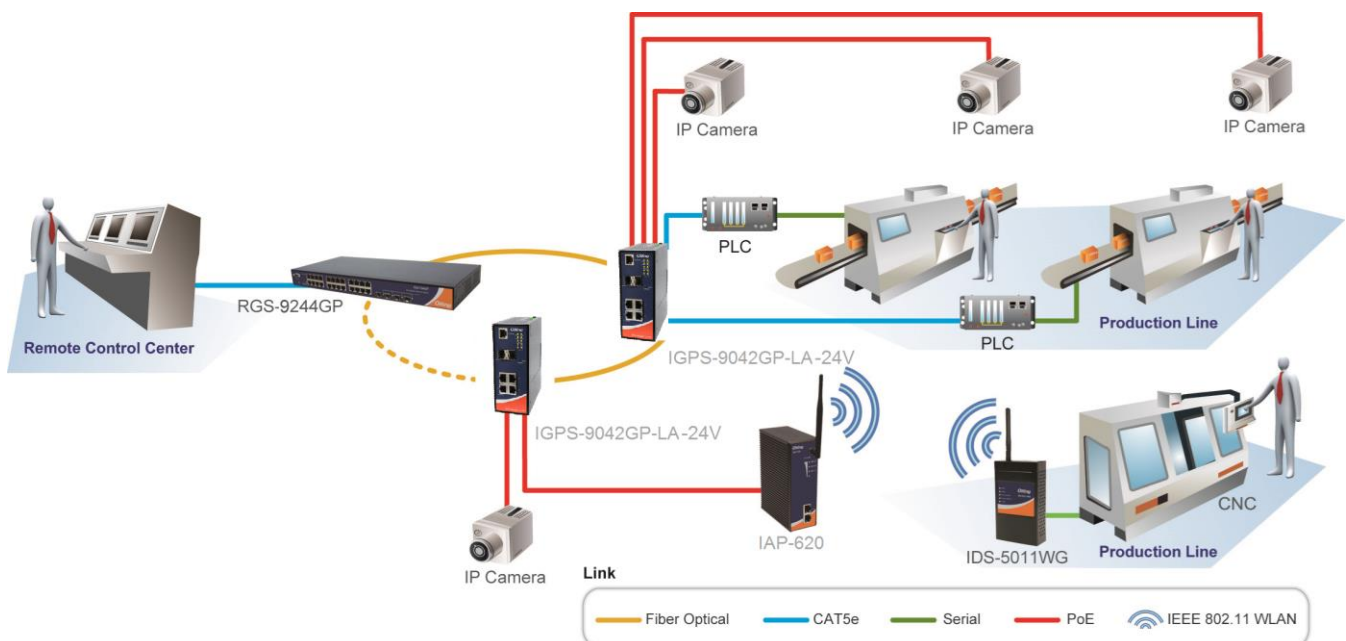 IP Camera
IP Camera
IP Camera
PLC
RGS-9244GP
Remote Control Center
PLC
Production Line
IGPS-9042GP-LA-24V
IGPS-9042GP-LA-24V
IAP-620
IDS-5011WG
CNC
Production Line
IP Camera
Link
Fiber Optical
CAT5e
Serial
PoE
IEEE 802.11 WLAN